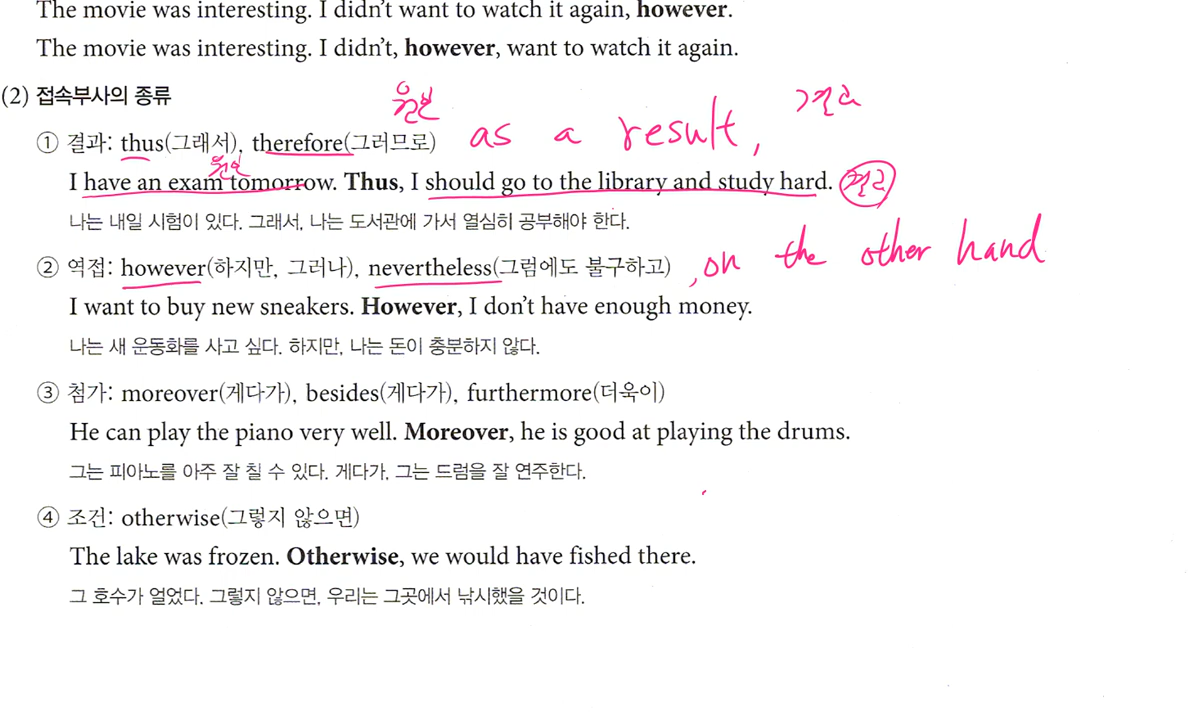 The movie was interesting. I didn't want to watch it again, however.
The movie was interesting. I didn't, however, want to watch it again.
(2) 접속부사의 종류
원인
결과
① 결과: thus(그래서), therefore(그러므로) as a result,
원인
I have an exam tomorrow. Thus, I should go to the library and study hard. 결과
나는 내일 시험이 있다. 그래서, 나는 도서관에 가서 열심히 공부해야 한다.
② 역접: however(하지만, 그러나), nevertheless(그럼에도 불구하고) , on the other hand
I want to buy new sneakers. However, I don't have enough money.
나는 새 운동화를 사고 싶다. 하지만, 나는 돈이 충분하지 않다.
③ 첨가: moreover(게다가), besides(게다가), furthermore(더욱이)
He can play the piano very well. Moreover, he is good at playing the drums.
그는 피아노를 아주 잘 칠 수 있다. 게다가, 그는 드럼을 잘 연주한다.
④ 조건: otherwise(그렇지 않으면)
The lake was frozen. Otherwise, we would have fished there.
그 호수가 얼었다. 그렇지 않으면, 우리는 그곳에서 낚시했을 것이다.